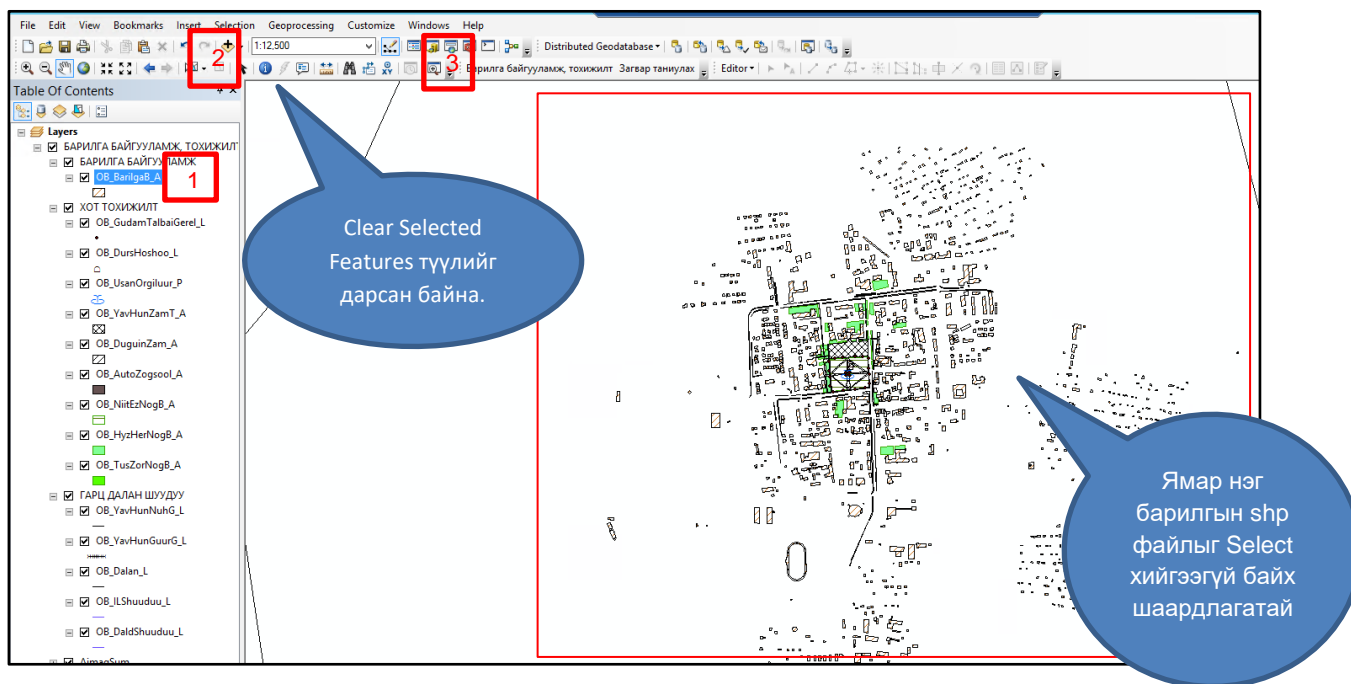 File Edit View Bookmarks Insert Selection Geoprocessing Customize Windows Help
1:12,500 Distributed Geodatabase
2
3
Барилга байгууламж, тохижилт Загвар таниулах Editor
Table Of Contents
Layers
БАРИЛГА БАЙГУУЛАМЖ, ТОХИЖИЛТ
БАРИЛГА БАЙГУУЛАМЖ
OB_BarilgaB_A
1
ХОТ ТОХИЖИЛТ
OB_GudamTalbaiGerel_L
OB_DursHoshoo_L
OB_UsanOrgiluur_P
OB_YavHunZamT_A
OB_DuguinZam_A
OB_AutoZogsool_A
OB_NiitEzNogB_A
OB_HyzHerNogB_A
OB_TusZorNogB_A
ГАРЦ ДАЛАН ШУУДУУ
OB_YavHunNuhG_L
OB_YavHunGuurG_L
OB_Dalan_L
OB_ILShuuduu_L
OB_DaldShuuduu_L
AimagSum
Clear Selected
Features түүлийг
дарсан байна.
Ямар нэг
барилгын shp
файлыг Select
хийгээгүй байх
шаардлагатай